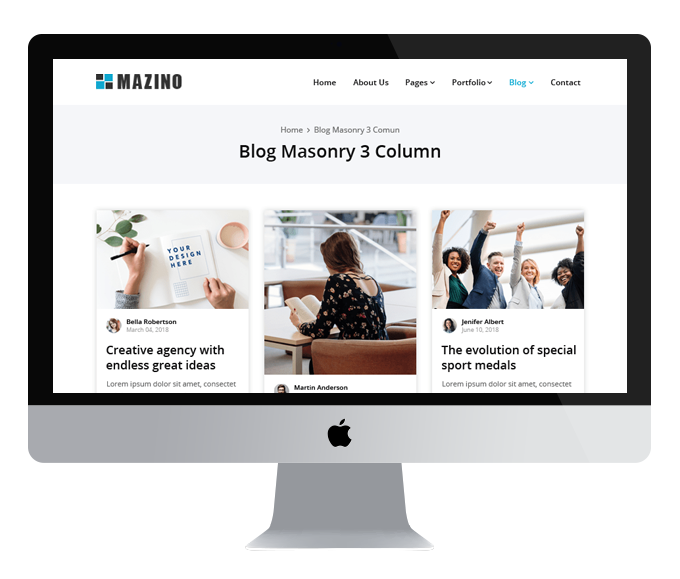 MAZINO
Home About Us Pages Portfolio Blog Contact
Home > Blog Masonry 3 Comun
Blog Masonry 3 Column
YOUR
DESIGN
HERE
Bella Robertson
March 04, 2018
Creative agency with
endless great ideas
Lorem ipsum dolor sit amet, consectet
Martin Anderson
Jenifer Albert
June 10, 2018
The evolution of special
sport medals
Lorem ipsum dolor sit amet, consectet